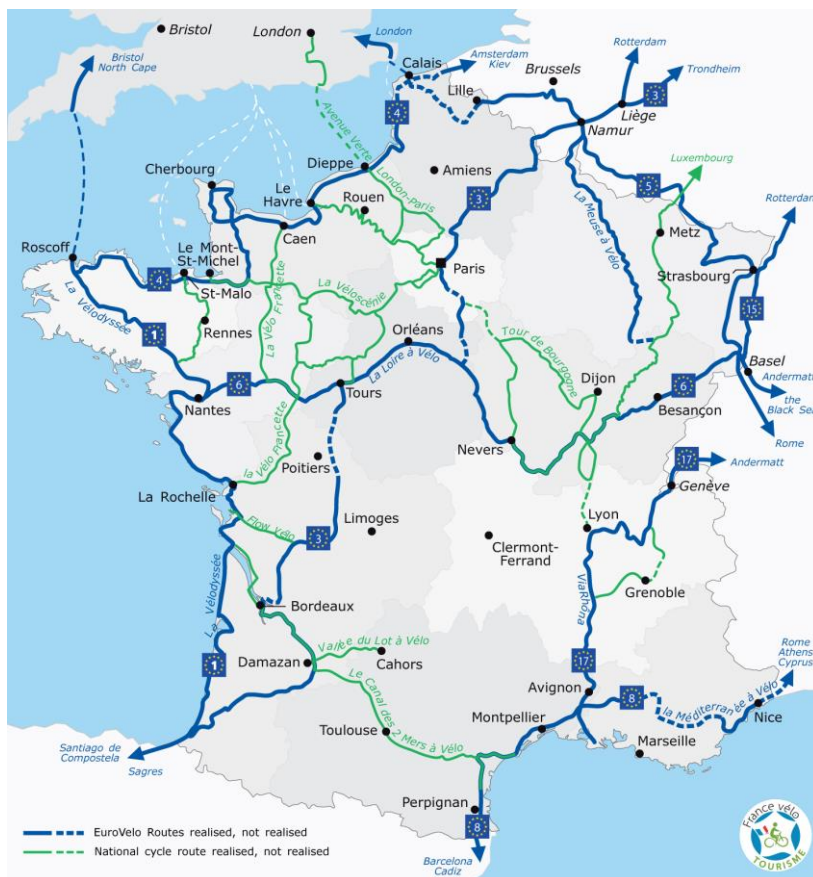 Bristol
London
London
Bristol
North Cape
Calais
Amsterdam
Kiev
Rotterdam
Trondheim
Brussels
Lille
Liège
3
Namur
4
Avenue Verte
London-Paris
Dieppe
Amiens
Cherbourg
Le
Havre
Rouen
3
5
Luxembourg
La Meuse à Vélo
Metz
Rotterdam
Caen
Roscoff
Le Mont-
St-Michel
St-Malo
4
Paris
Strasbourg
La Vélodyssée
La Vélo Francette
La Véloscénie
15
1
Rennes
Orléans
Tour de Bourgogne
La Loire à Vélo
Dijon
6
Basel
Andermatt
the Black Sea
Rome
6
Nantes
Tours
Besançon
Nevers
la Vélo Francette
Poitiers
17
Andermatt
Genève
La Rochelle
Flow Vélo
Limoges
3
Lyon
Clermont-
Ferrand
ViaRhôna
Grenoble
La Vélodyssée
Bordeaux
Vallée du Lot à Vélo
Damazan
Cahors
1
17
Rome
Athens
Cyprus
Le Canal des 2 Mers à Vélo
Avignon
8
la Méditerranée à Vélo
Nice
Montpellier
Toulouse
Marseille
Santiago de
Compostela
Sagres
Perpignan
8
Barcelona
Cadiz
EuroVelo Routes realised, not realised
National cycle route realised, not realised
France vélo
TOURISME